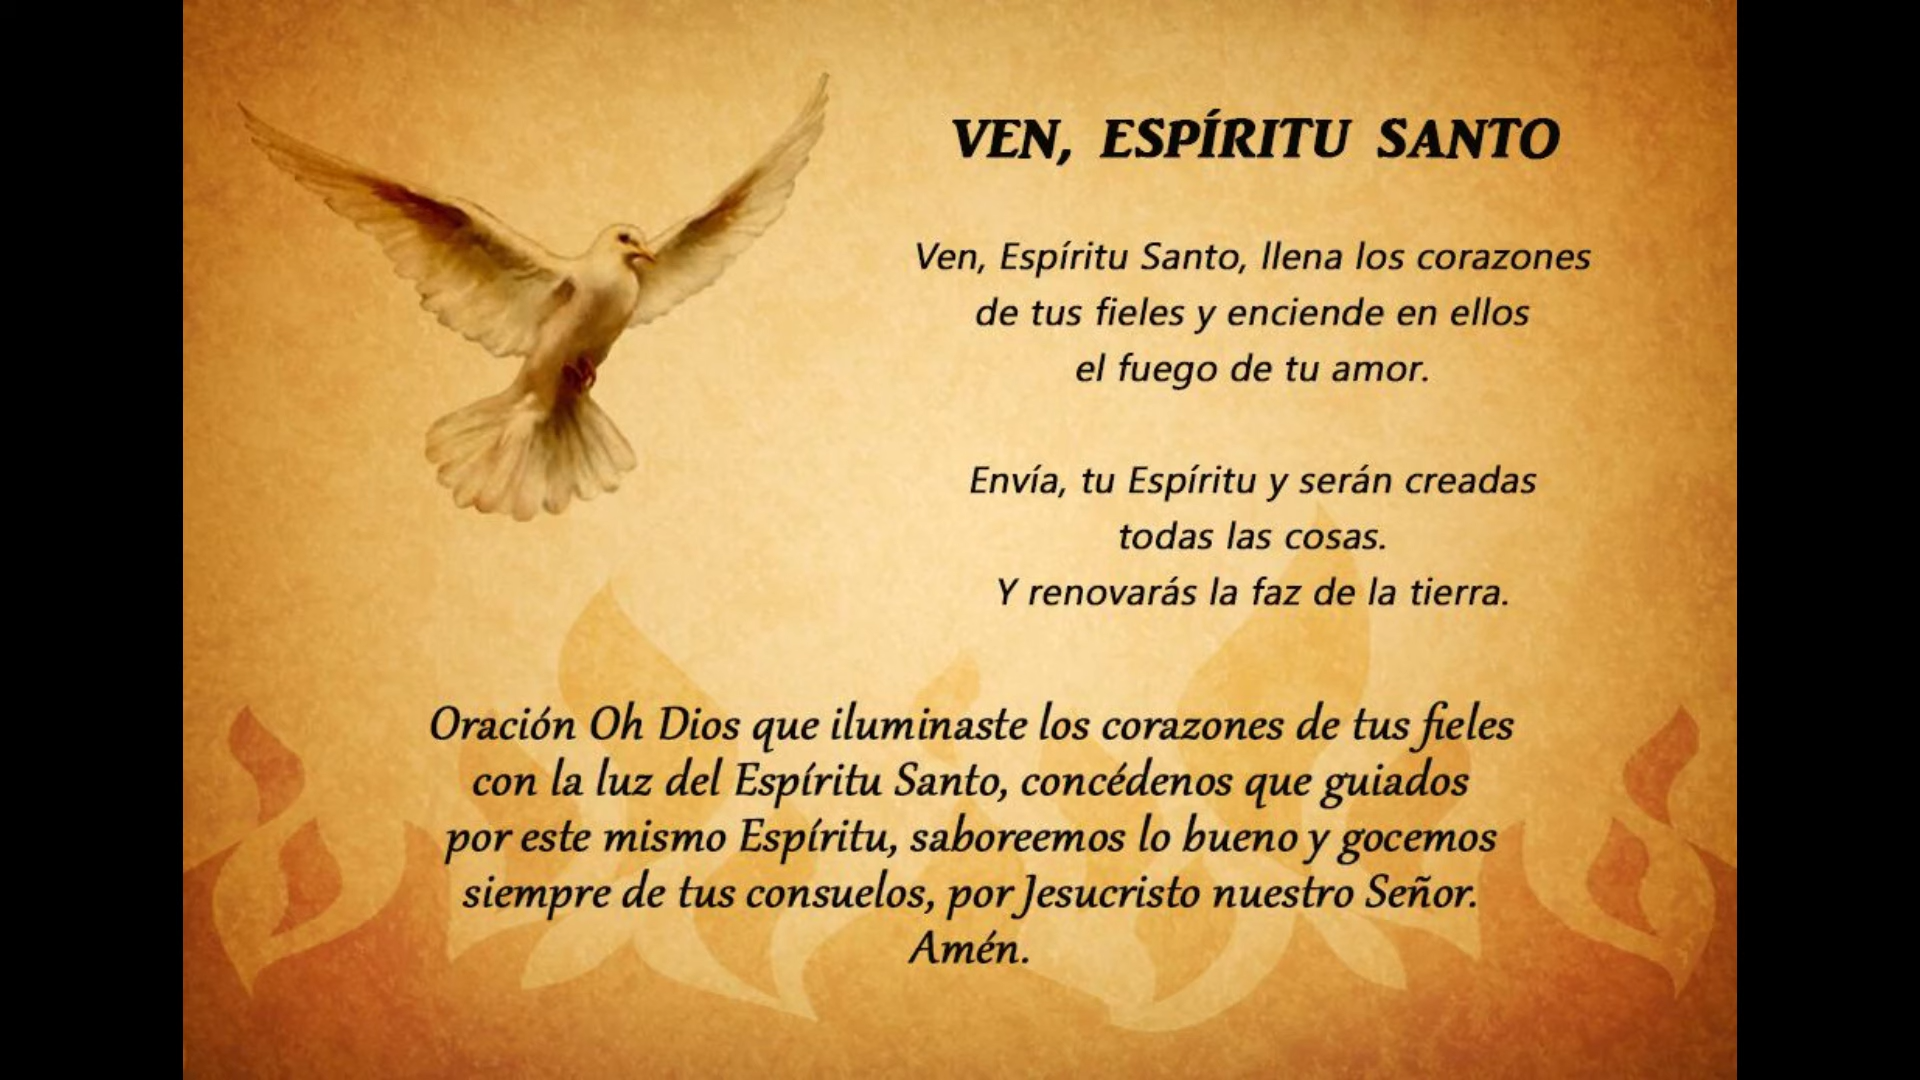 VEN, ESPÍRITU SANTO
Ven, Espíritu Santo, llena los corazones
de tus fieles y enciende en ellos
el fuego de tu amor.
Envía, tu Espíritu y serán creadas
todas las cosas.
Y renovarás la faz de la tierra.
Oración Oh Dios que iluminaste los corazones de tus fieles
con la luz del Espíritu Santo, concédenos que guiados
por este mismo Espíritu, saboreemos lo bueno y gocemos
siempre de tus consuelos, por Jesucristo nuestro Señor.
Amén.